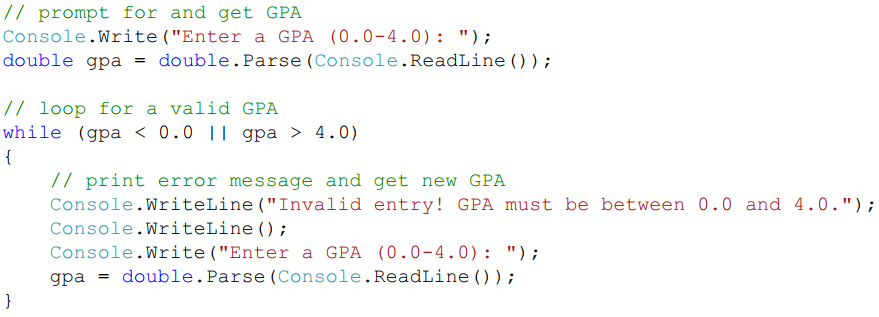 // prompt for and get GPA
Console.Write("Enter a GPA (0.0-4.0): ");
double gpa = double.Parse(Console.ReadLine());

// loop for a valid GPA
while (gpa < 0.0 || gpa > 4.0)
{
    // print error message and get new GPA
    Console.WriteLine("Invalid entry! GPA must be between 0.0 and 4.0.");
    Console.WriteLine();
    Console.Write("Enter a GPA (0.0-4.0): ");
    gpa = double.Parse(Console.ReadLine());
}